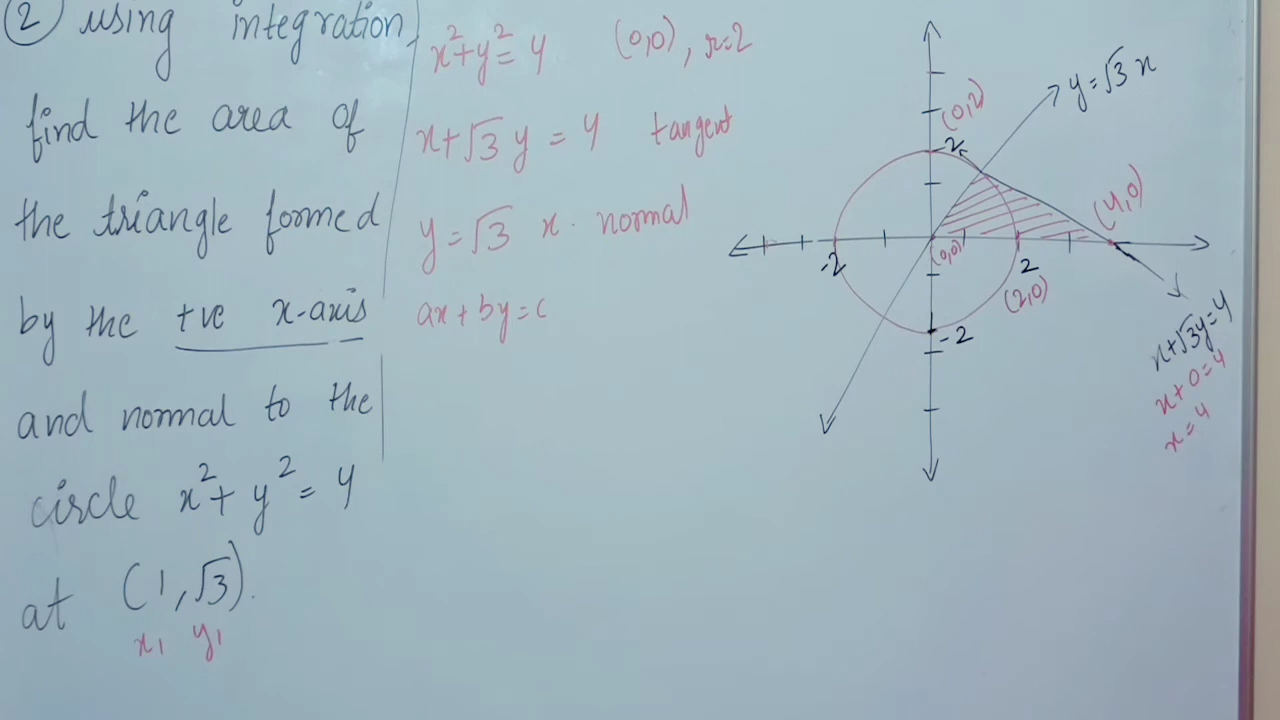 ② using integration,
find the area of
the triangle formed
by the +ve x-axis
and normal to the
circle x²+ y² = 4
at (1, √3).
x₁ y₁
x²+y²= 4 (0,0), r=2
x+√3 y = 4 tangent
y = √3 x. normal
ax + by = c
y = √3 x
(0,2)
2
(4,0)
(0,0)
-2
2
(2,0)
-2
x+√3y=4
x+0=4
x=4